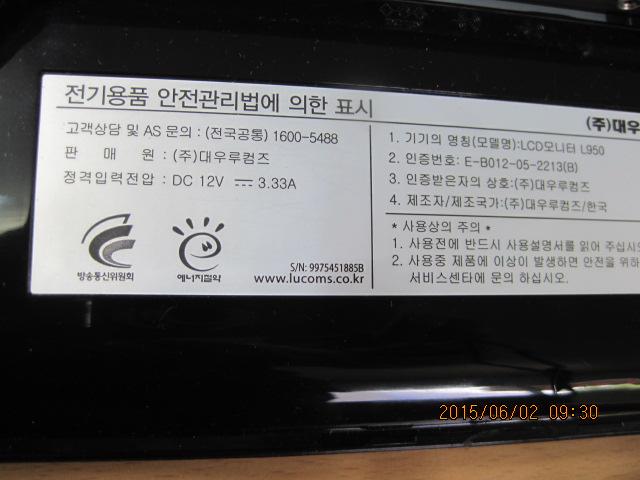 전기용품 안전관리법에 의한 표시
고객상담 및 AS 문의 : (전국공통) 1600-5488
판 매 원 : (주)대우루컴즈
정격입력전압 : DC 12V ⎓ 3.33A
방송통신위원회
에너지절약
S/N: 9975451885B
www.lucoms.co.kr
(주)대우
1. 기기의 명칭(모델명):LCD모니터 L950
2. 인증번호: E-B012-05-2213(B)
3. 인증받은자의 상호:(주)대우루컴즈
4. 제조자/제조국가:(주)대우루컴즈/한국
* 사용상의 주의 *
1. 사용전에 반드시 사용설명서를 읽어 주십시오
2. 사용중 제품에 이상이 발생하면 안전을 위하
서비스센타에 문의 하십시오.
2015/06/02 09:30